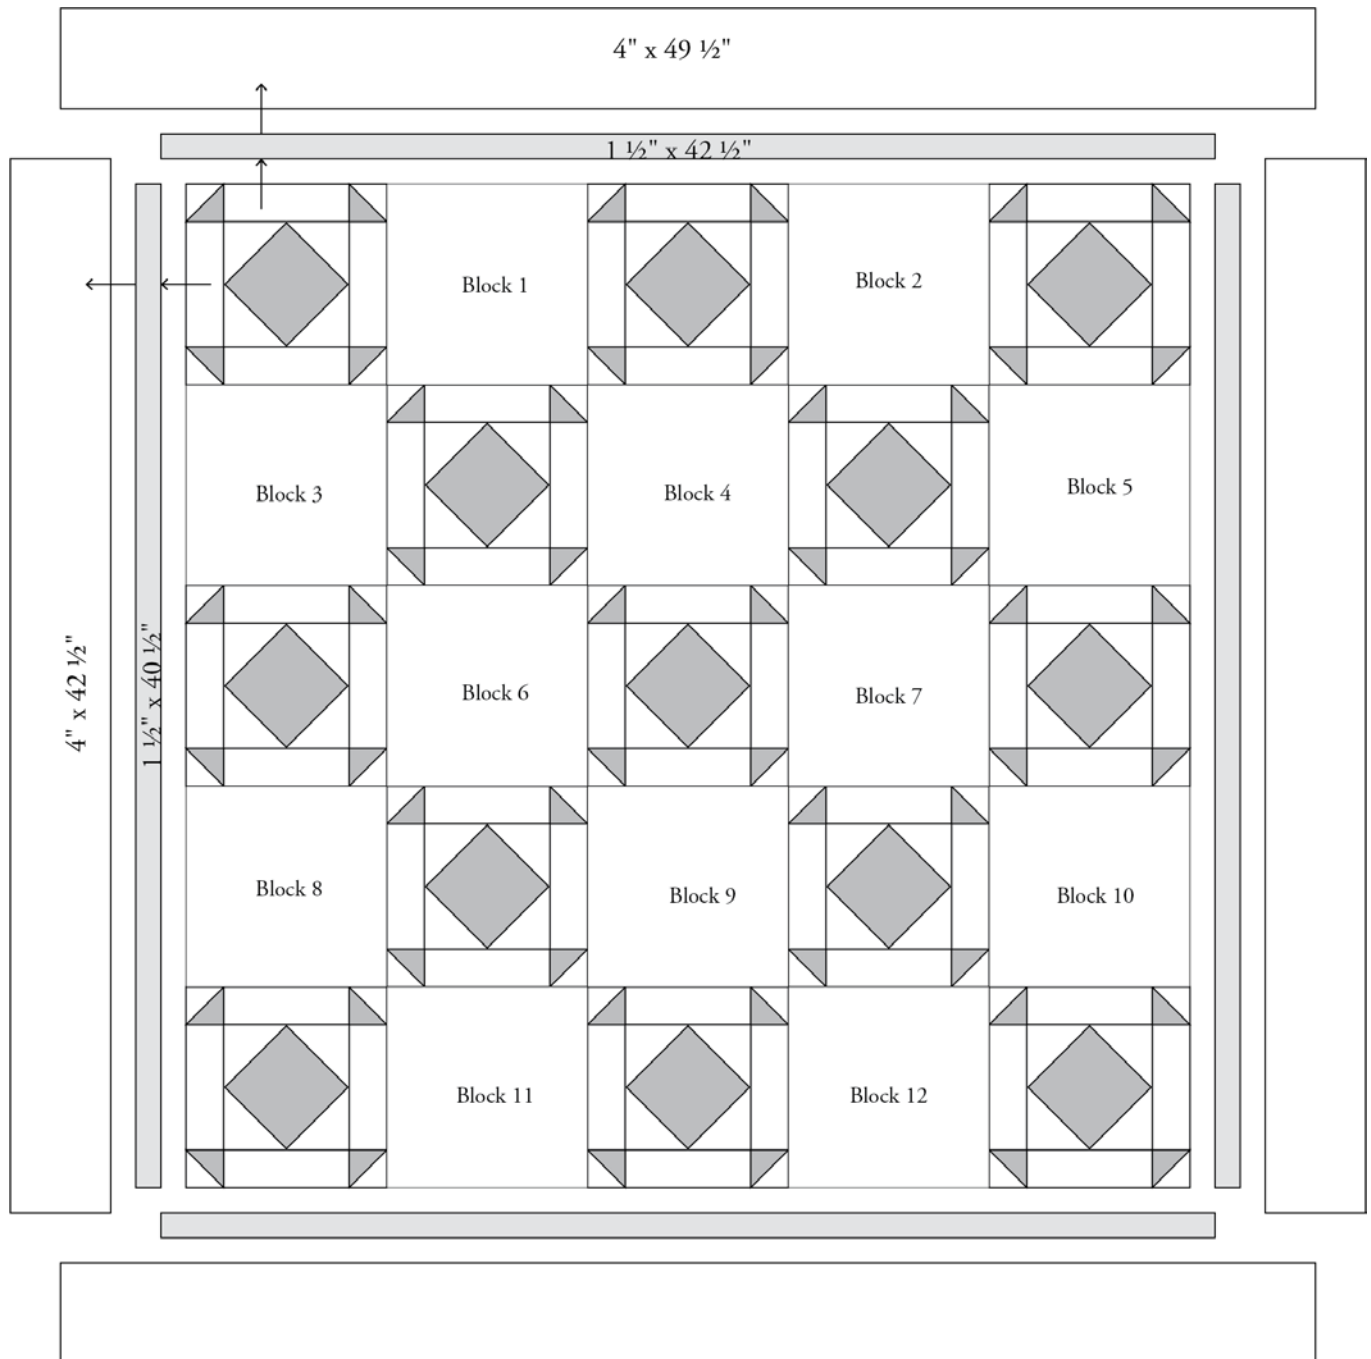 4" x 49 ½"
1 ½" x 42 ½"
Block 1
Block 2
Block 3
Block 4
Block 5
4" x 42 ½"
1 ½" x 40 ½"
Block 6
Block 7
Block 8
Block 9
Block 10
Block 11
Block 12